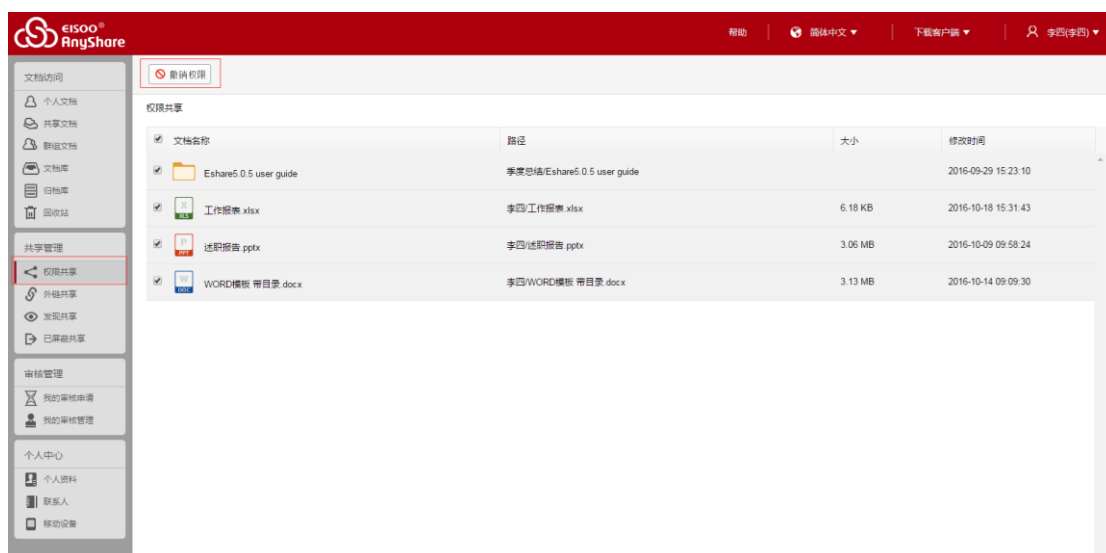 EISOO®
AnyShare
帮助 简体中文 下载客户端 李四(李四)
文档访问
个人文档
共享文档
群组文档
文档库
归档库
回收站
共享管理
权限共享
外链共享
发现共享
已屏蔽共享
审核管理
我的审核申请
我的审核管理
个人中心
个人资料
联系人
移动设备
撤销权限
权限共享
文档名称 路径 大小 修改时间
Eshare5.0.5 user guide 季度总结/Eshare5.0.5 user guide 2016-09-29 15:23:10
X XLS 工作报表.xlsx 李四/工作报表.xlsx 6.18 KB 2016-10-18 15:31:43
P PPT 述职报告.pptx 李四/述职报告.pptx 3.06 MB 2016-10-09 09:58:24
W DOC WORD模板 带目录.docx 李四/WORD模板 带目录.docx 3.13 MB 2016-10-14 09:09:30